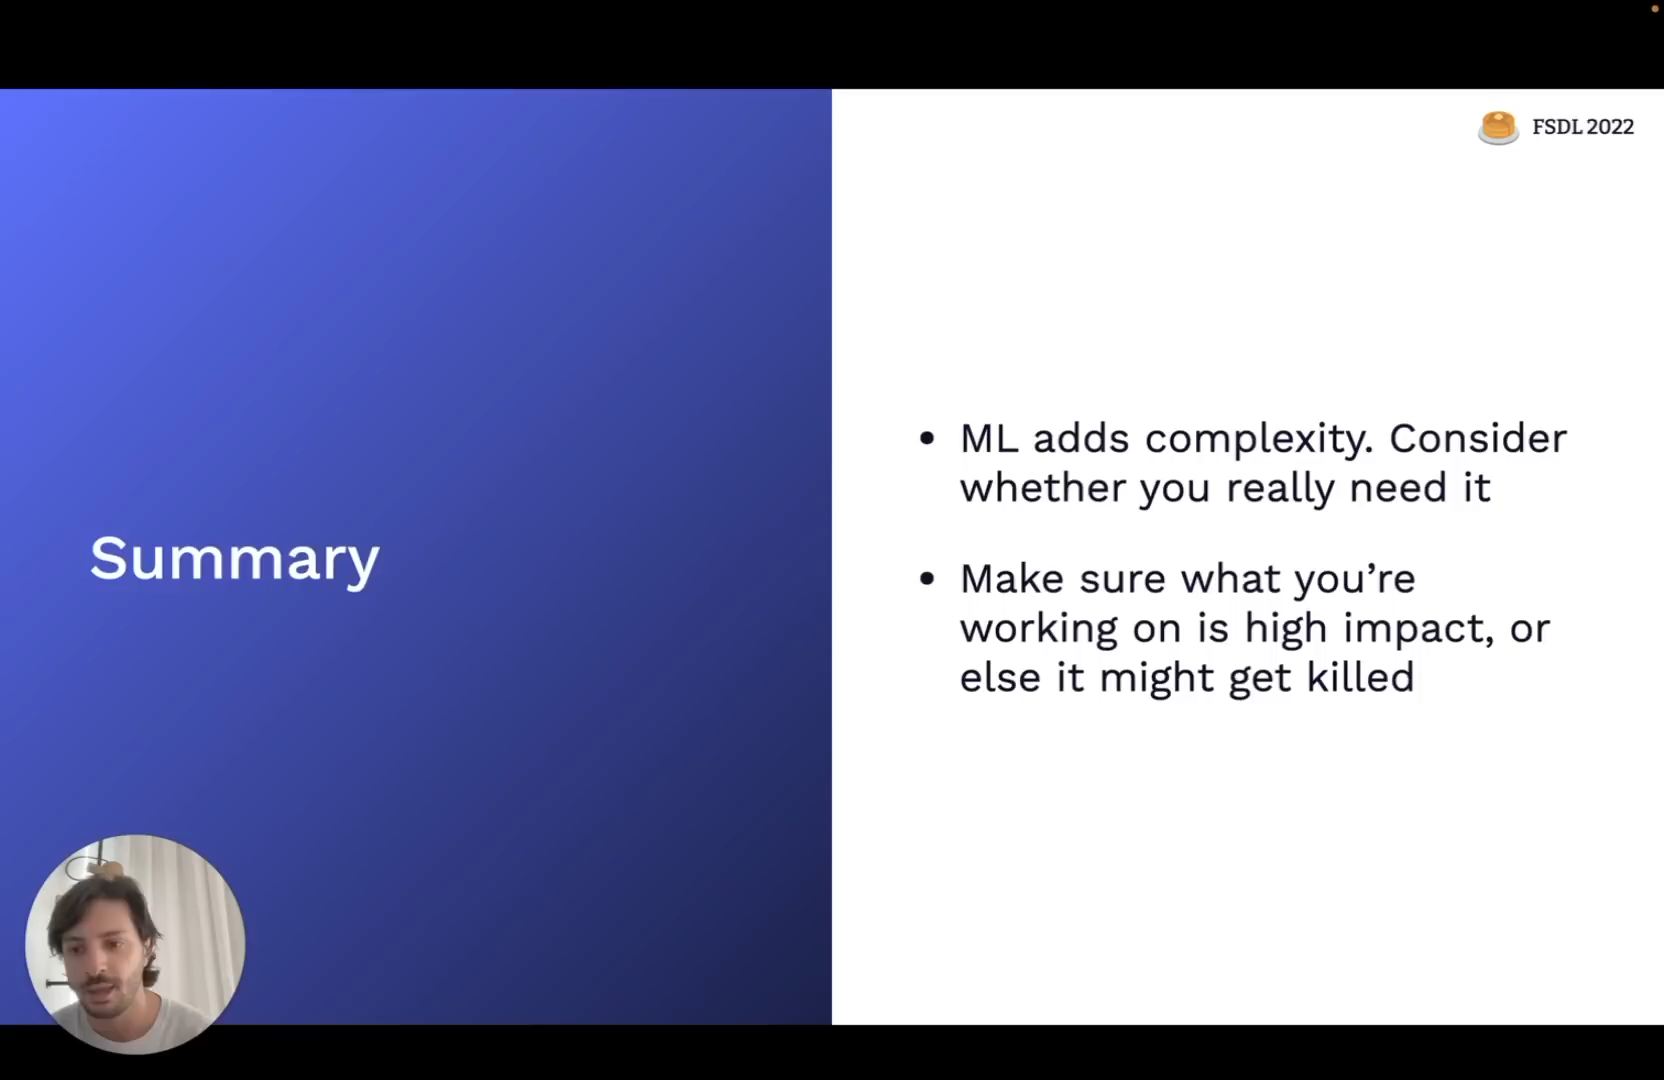 FSDL 2022
Summary
• ML adds complexity. Consider
whether you really need it
• Make sure what you’re
working on is high impact, or
else it might get killed